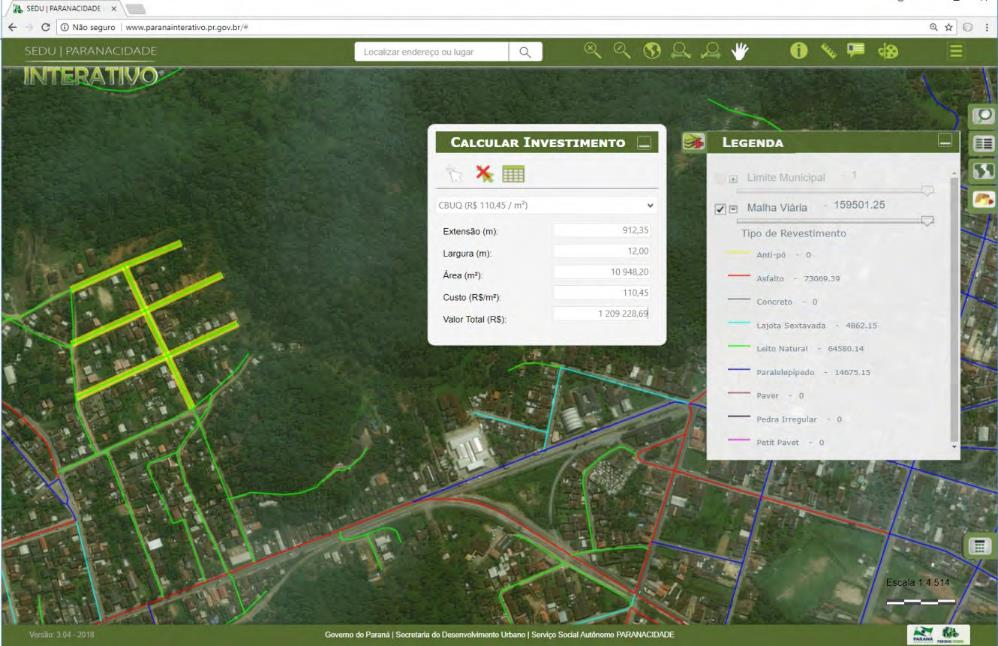 SEDU | PARANACIDADE
Não seguro | www.paranainterativo.pr.gov.br/#
SEDU | PARANACIDADE
INTERATIVO
Localizar endereço ou lugar
CALCULAR INVESTIMENTO
CBUQ (R$ 110,45 / m²)
Extensão (m): 912,35
Largura (m): 12,00
Área (m²): 10 948,20
Custo (R$/m²): 110,45
Valor Total (R$): 1 209 228,69
LEGENDA
Limite Municipal - 1
Malha Viária - 159501.25
Tipo de Revestimento
Anti-pó - 0
Asfalto - 73069.39
Concreto - 0
Lajota Sextavada - 4862.15
Leito Natural - 64580.14
Paralelepípedo - 14675.15
Paver - 0
Pedra Irregular - 0
Petit Pavet - 0
Escala 1:4.514
Versão: 3.04 - 2018
Governo do Paraná | Secretaria do Desenvolvimento Urbano | Serviço Social Autônomo PARANACIDADE
PARANÁ